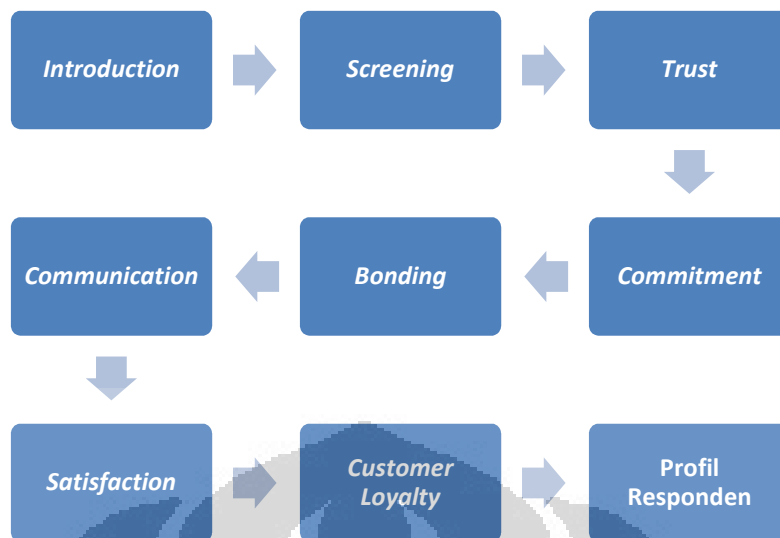 Introduction
Screening
Trust
Commitment
Bonding
Communication
Satisfaction
Customer
Loyalty
Profil
Responden